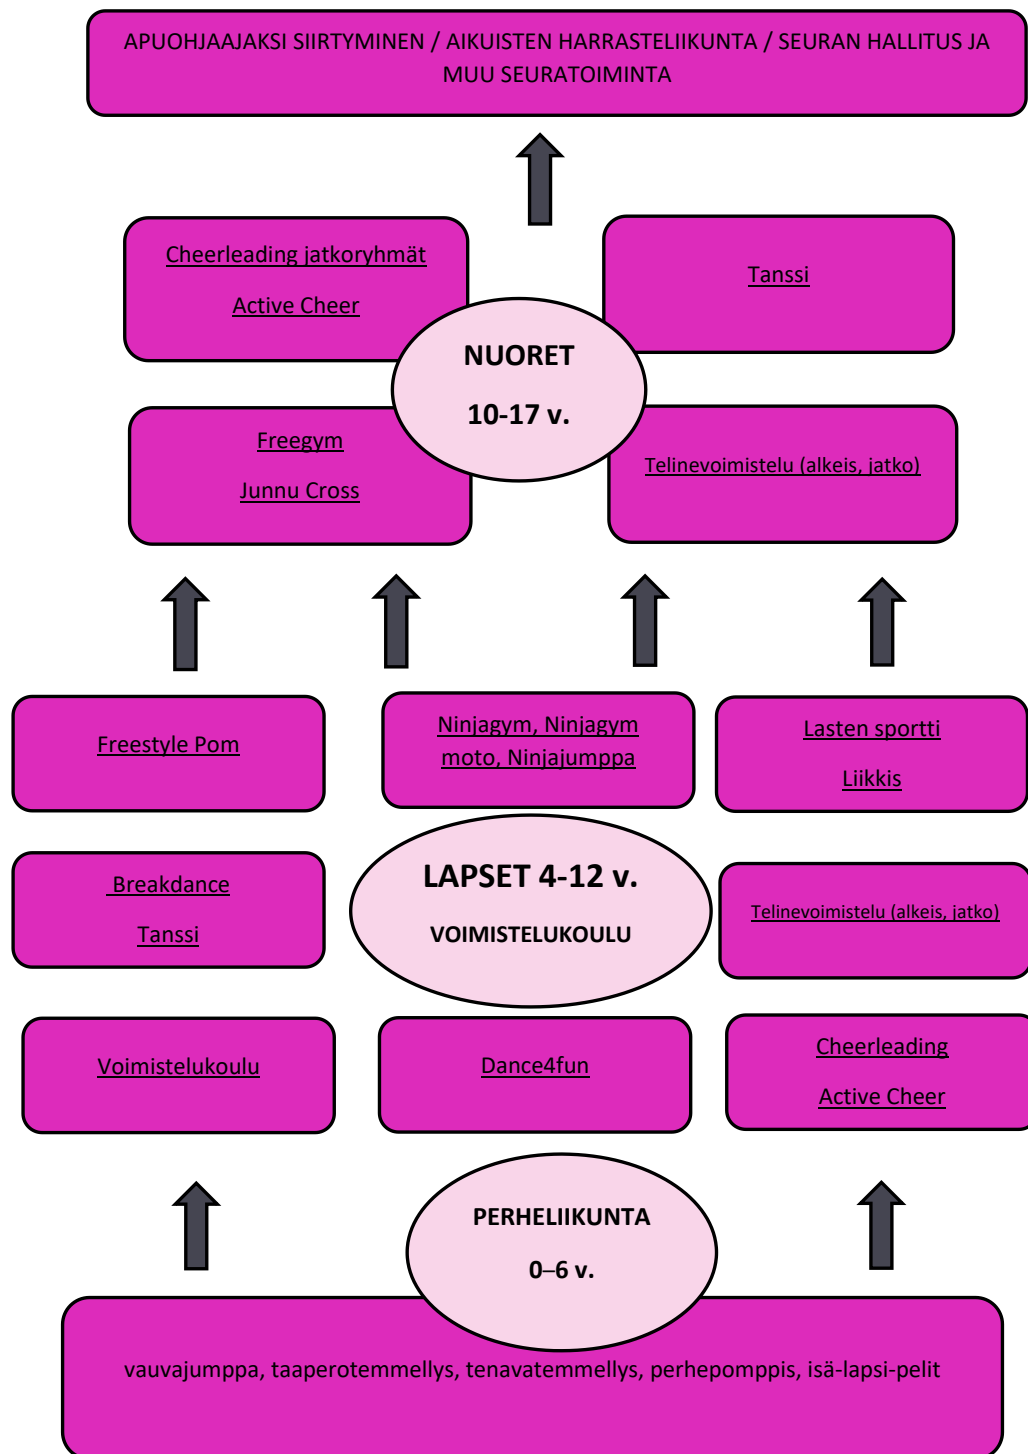 APUOHJAAJAKSI SIIRTYMINEN / AIKUISTEN HARRASTELIIKUNTA / SEURAN HALLITUS JA
MUU SEURATOIMINTA
Cheerleading jatkoryhmät
Active Cheer
Tanssi
NUORET
10-17 v.
Freegym
Junnu Cross
Telinevoimistelu (alkeis, jatko)
Freestyle Pom
Ninjagym, Ninjagym
moto, Ninjajumppa
Lasten sportti
Liikkis
Breakdance
Tanssi
LAPSET 4-12 v.
VOIMISTELUKOULU
Telinevoimistelu (alkeis, jatko)
Voimistelukoulu
Dance4fun
Cheerleading
Active Cheer
PERHELIIKUNTA
0–6 v.
vauvajumppa, taaperotemmellys, tenavatemmellys, perhepomppis, isä-lapsi-pelit